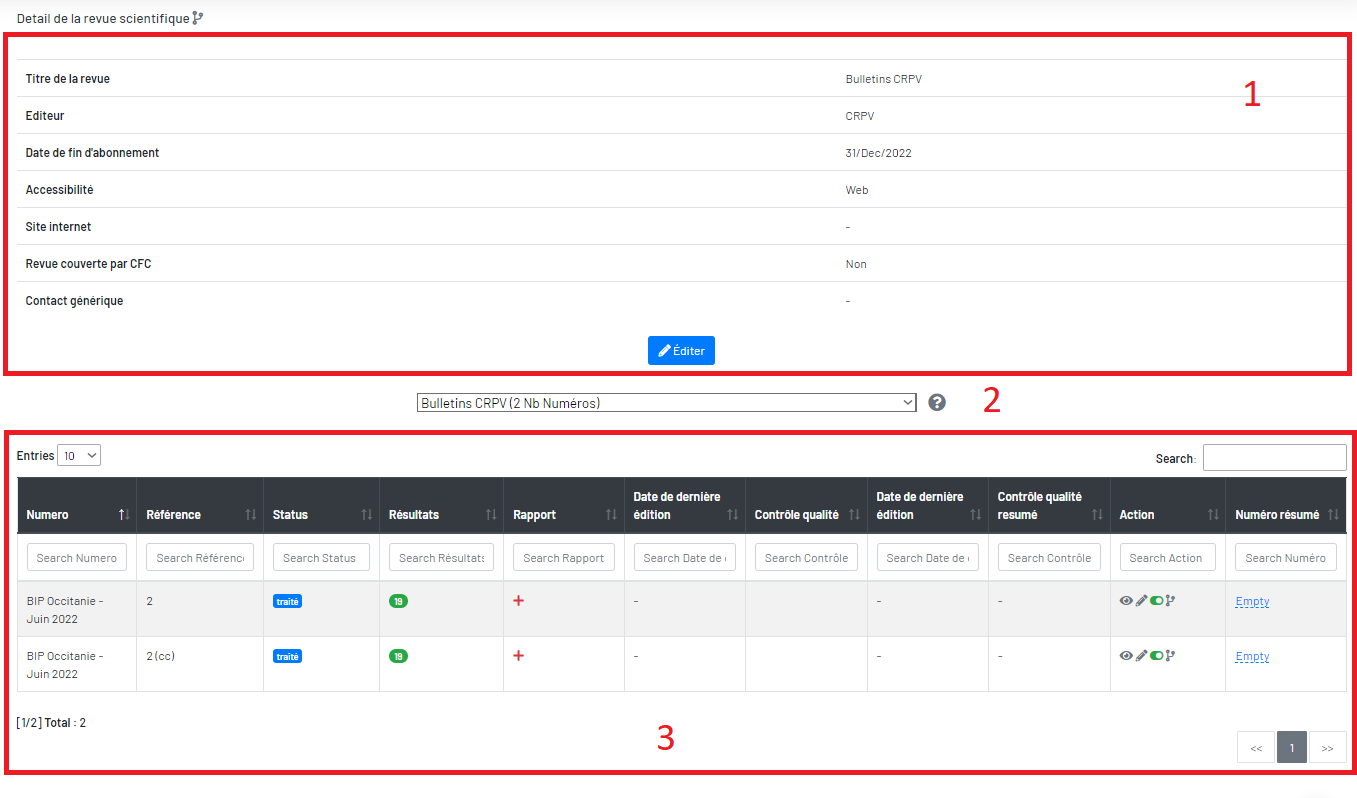 Detail de la revue scientifique
1
Titre de la revue Bulletins CRPV
Editeur CRPV
Date de fin d'abonnement 31/Dec/2022
Accessibilité Web
Site internet -
Revue couverte par CFC Non
Contact générique -
Éditer
Bulletins CRPV (2 Nb Numéros) ?
2
Entries 10 Search:
Numero Référence Status Résultats Rapport Date de dernière édition Contrôle qualité Date de dernière édition Contrôle qualité resumé Action Numéro résumé
Search Numero Search Référence Search Status Search Résultats Search Rapport Search Date de Search Contrôle Search Date de Search Contrôle Search Action Search Numéro
BIP Occitanie - Juin 2022 2 traité 19 + - - - Empty
BIP Occitanie - Juin 2022 2 (cc) traité 19 + - - - Empty
[1/2] Total : 2
3
<< 1 >>